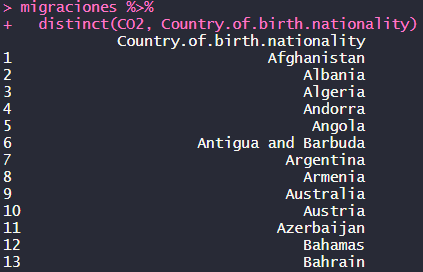 > migraciones %>%
+   distinct(CO2, Country.of.birth.nationality)
Country.of.birth.nationality
1 Afghanistan
2 Albania
3 Algeria
4 Andorra
5 Angola
6 Antigua and Barbuda
7 Argentina
8 Armenia
9 Australia
10 Austria
11 Azerbaijan
12 Bahamas
13 Bahrain